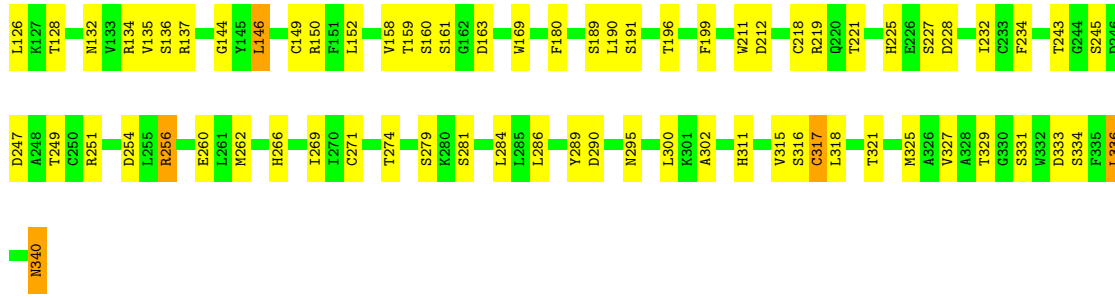 L126 K127 T128 N132 V133 R134 V135 S136 R137 G144 Y145 L146 C149 R150 F151 L152 V158 T159 S160 S161 G162 D163 W169 F180 S189 L190 S191 T196 F199 W211 D212 C218 R219 Q220 T221 H225 E226 S227 D228 I232 C233 F234 T243 G244 S245 D246
D247 A248 T249 C250 R251 D254 L255 R256 E260 L261 M262 H266 I269 I270 C271 T274 S279 K280 S281 L284 L285 L286 Y289 D290 N295 L300 K301 A302 H311 V315 S316 C317 L318 T321 M325 A326 V327 A328 T329 G330 S331 W332 D333 S334 F335 L336
N340